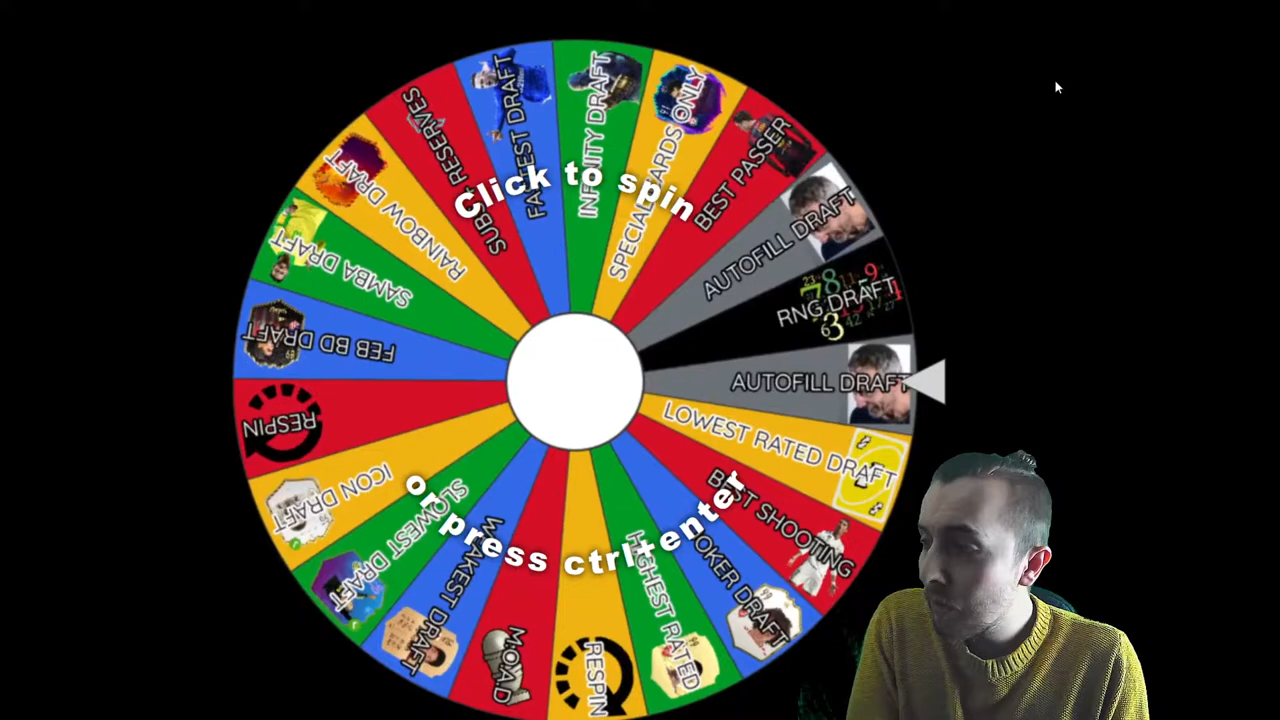 Click to spin
or press ctrl+enter
FASTEST DRAFT
INFINITY DRAFT
SPECIAL CARDS ONLY
BEST PASSER
AUTOFILL DRAFT
RNG DRAFT
AUTOFILL DRAFT
LOWEST RATED DRAFT
BEST SHOOTING
JOKER DRAFT
HIGHEST RATED
RESPIN
M.O.A.D
WEAKEST DRAFT
SLOWEST DRAFT
ICON DRAFT
RESPIN
FEB BD DRAFT
SAMBA DRAFT
RAINBOW DRAFT
SUBS, RESERVES